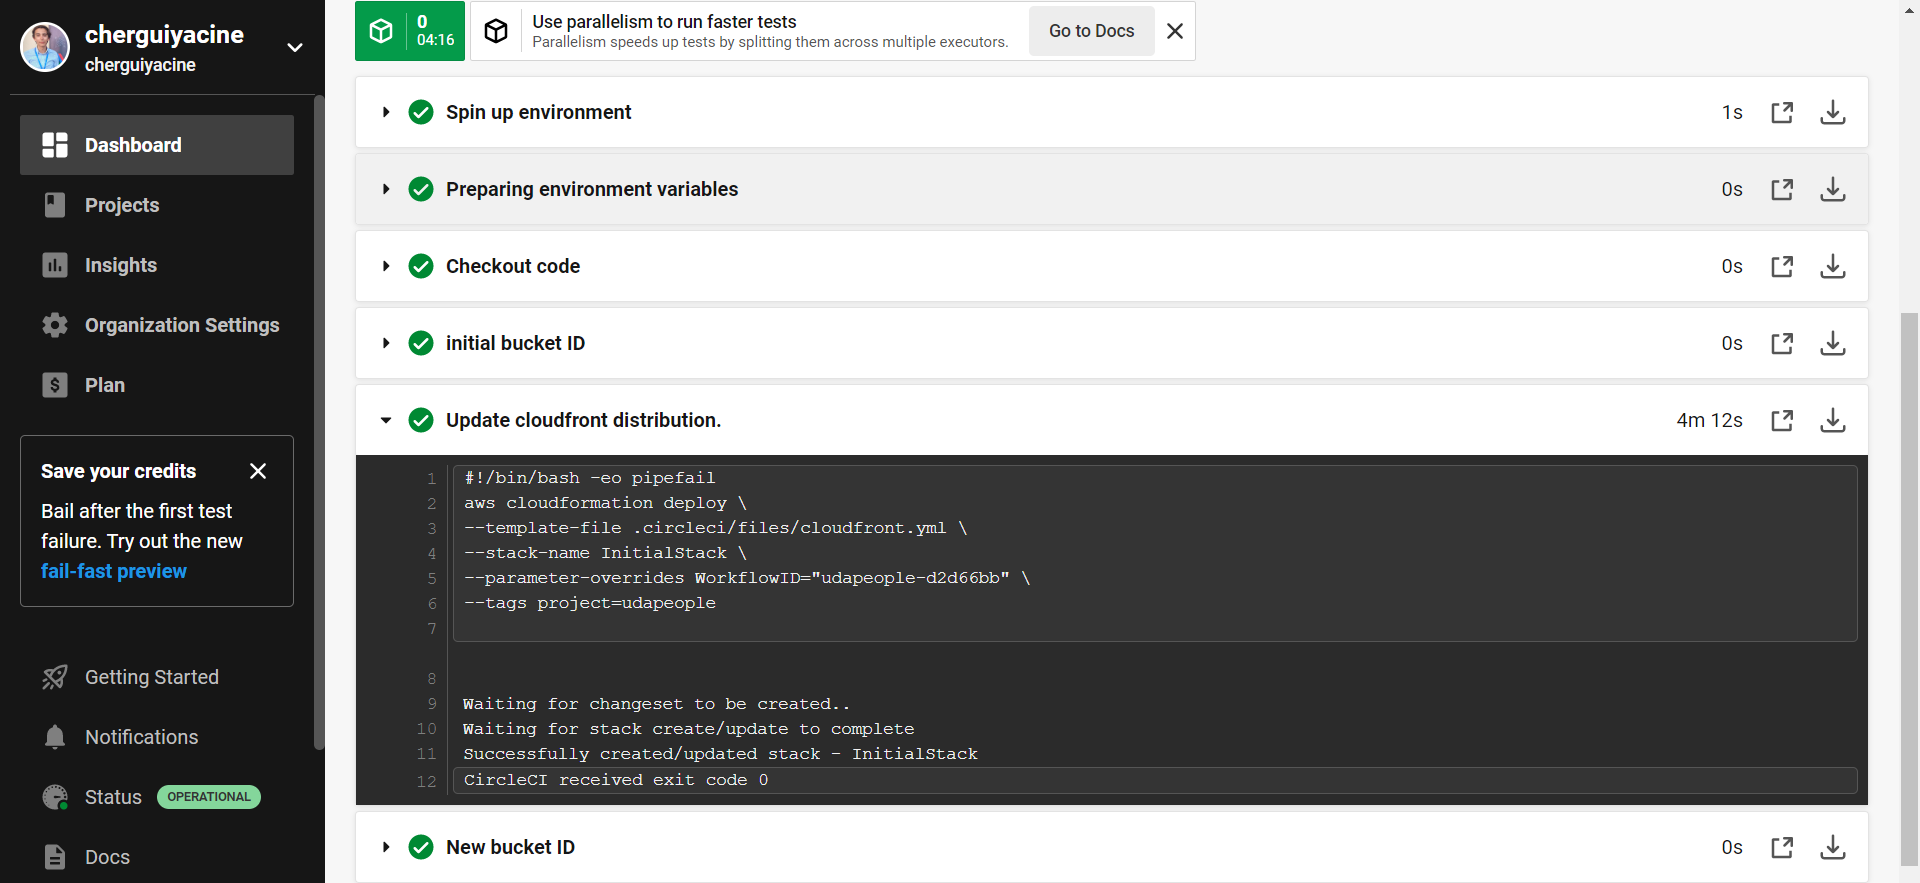 cherguiyacine
cherguiyacine
Dashboard
Projects
Insights
Organization Settings
Plan
Save your credits
Bail after the first test
failure. Try out the new
fail-fast preview
Getting Started
Notifications
Status OPERATIONAL
Docs
0
04:16
Use parallelism to run faster tests
Parallelism speeds up tests by splitting them across multiple executors.
Go to Docs
Spin up environment 1s
Preparing environment variables 0s
Checkout code 0s
initial bucket ID 0s
Update cloudfront distribution. 4m 12s
1 #!/bin/bash -eo pipefail
2 aws cloudformation deploy \
3 --template-file .circleci/files/cloudfront.yml \
4 --stack-name InitialStack \
5 --parameter-overrides WorkflowID="udapeople-d2d66bb" \
6 --tags project=udapeople
7
8
9 Waiting for changeset to be created..
10 Waiting for stack create/update to complete
11 Successfully created/updated stack - InitialStack
12 CircleCI received exit code 0
New bucket ID 0s